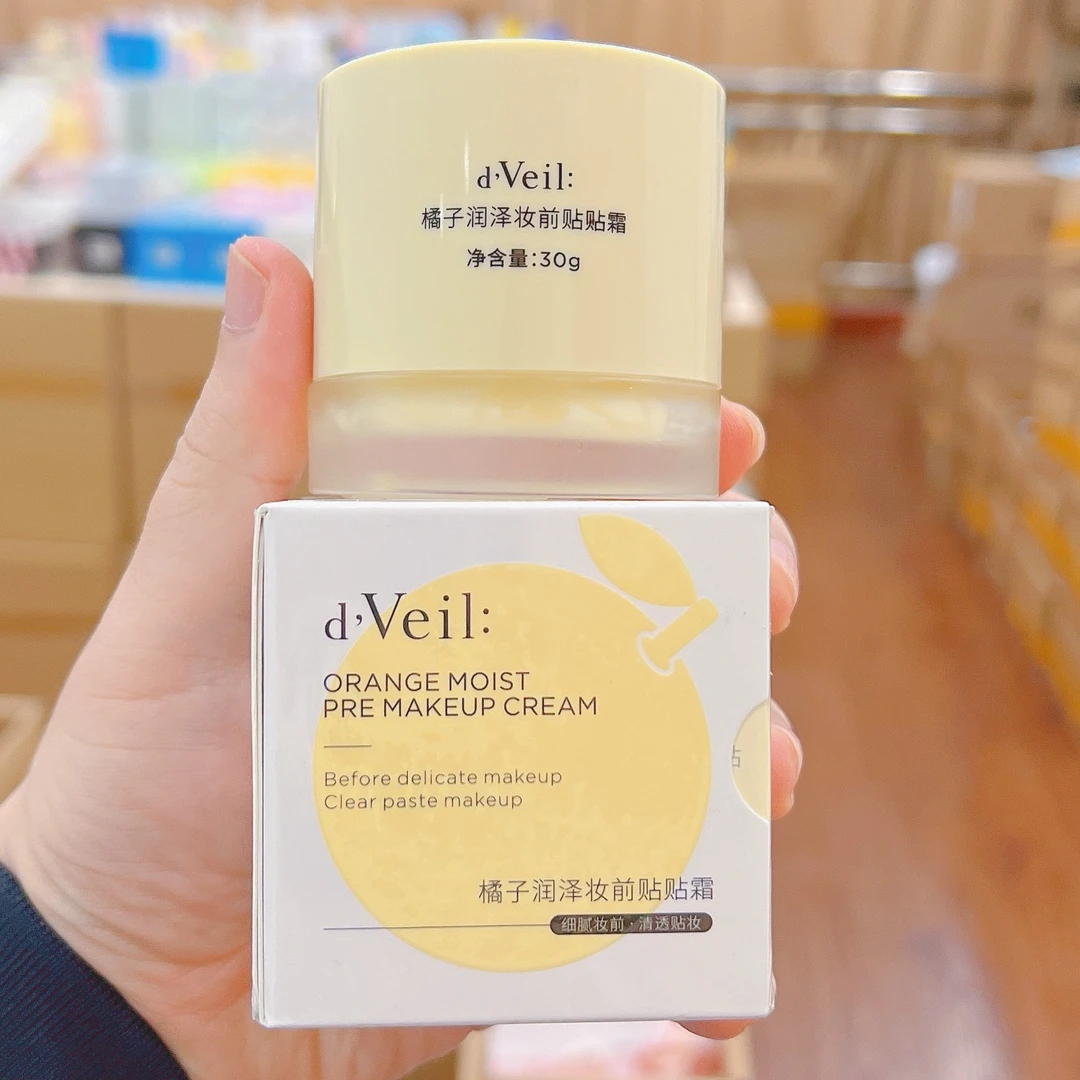 d’Veil:
橘子润泽妆前贴贴霜
净含量:30g
d’Veil:
ORANGE MOIST
PRE MAKEUP CREAM
Before delicate makeup
Clear paste makeup
橘子润泽妆前贴贴霜
细腻妆前·清透贴妆